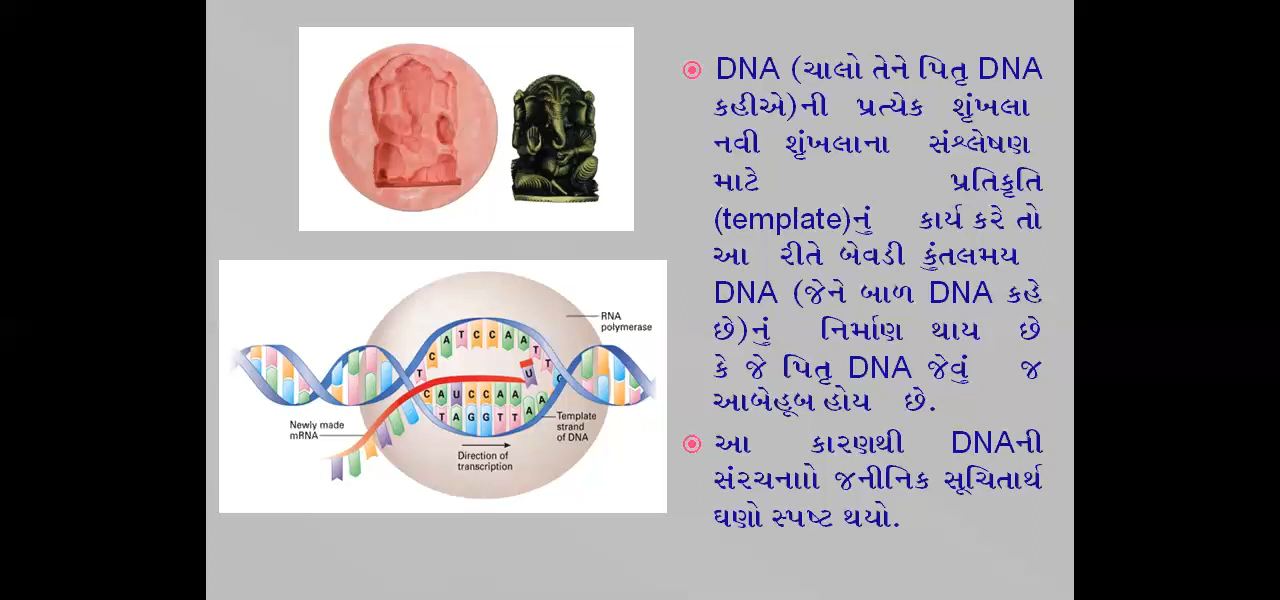 DNA (ચાલો તેને પિતૃ DNA
કહીએ)ની પ્રત્યેક શૃંખલા
નવી શૃંખલાના સંશ્લેષણ
માટે પ્રતિકૃતિ
(template)નું કાર્ય કરે તો
આ રીતે બેવડી કુંતલમય
DNA (જેને બાળ DNA કહે
છે)નું નિર્માણ થાય છે
કે જે પિતૃ DNA જેવું જ
આબેહૂબ હોય છે.
આ કારણથી DNAની
સંરચનાાો જનીનિક સૂચિતાર્થ
ઘણો સ્પષ્ટ થયો.
RNA
polymerase
C A T C C A A T T G
T
C A U C C A A U
T A G G T T A A
Newly made
mRNA
Template
strand
of DNA
Direction of
transcription